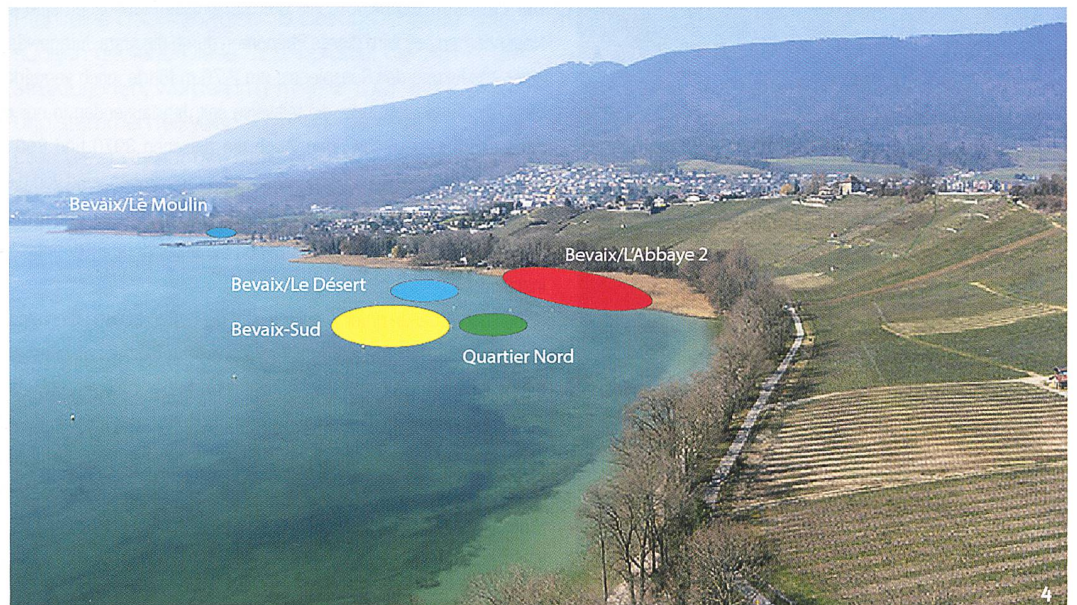 Bevaix/Le Moulin
Bevaix/L'Abbaye 2
Bevaix/Le Désert
Bevaix-Sud
Quartier Nord
4